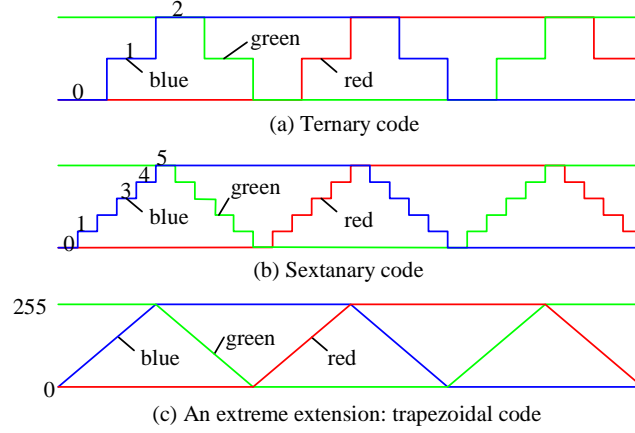 2
green
1
blue
red
0
(a) Ternary code
5
4
green
3
blue
red
1
0
(b) Sextanary code
255
green
blue
red
0
(c) An extreme extension: trapezoidal code